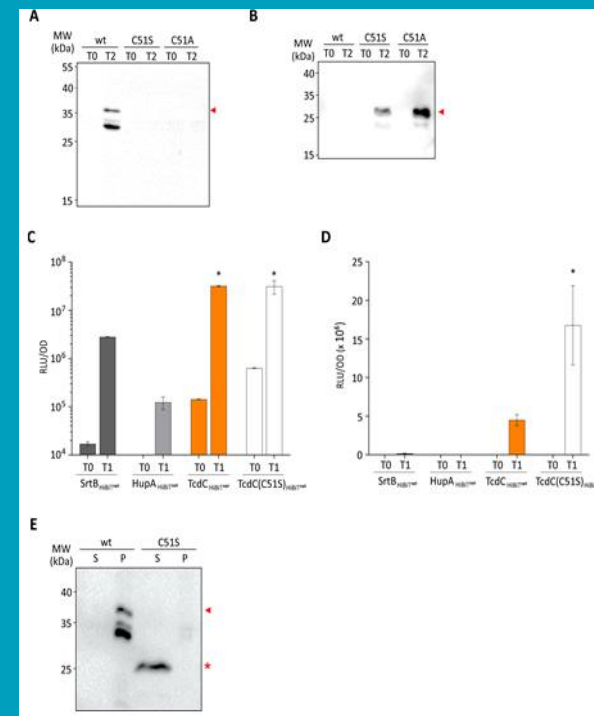 A
MW
(kDa)
wt C51S C51A
T0 T2 T0 T2 T0 T2
55
40
35
25
15
B
MW
(kDa)
wt C51S C51A
T0 T2 T0 T2 T0 T2
40
35
25
15
C
RLU/OD
10⁸
10⁷
10⁶
10⁵
10⁴
* *
T0 T1 T0 T1 T0 T1 T0 T1
SrtB HupA TcdC TcdC(C51S)
D
RLU/OD (x 10⁶)
25
20
15
10
5
0
*
T0 T1 T0 T1 T0 T1 T0 T1
SrtB HupA TcdC TcdC(C51S)
E
MW
(kDa)
wt C51S
S P S P
40
35
25
*